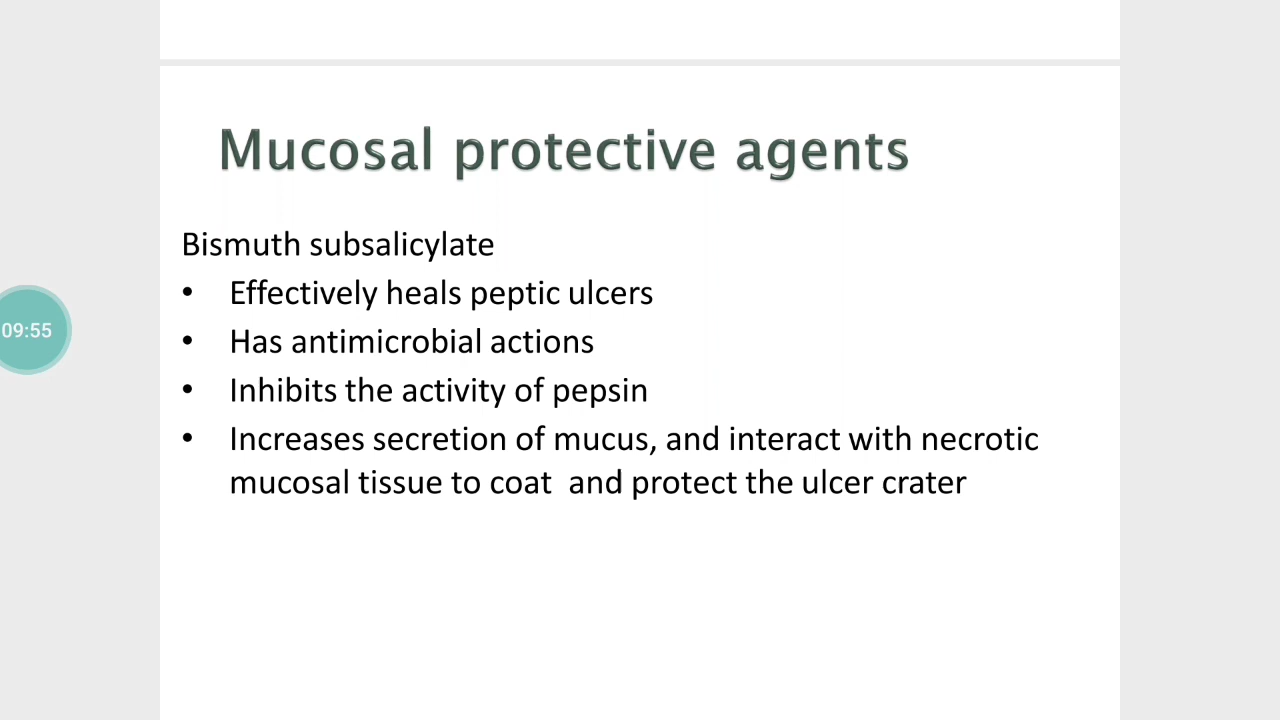 Mucosal protective agents
Bismuth subsalicylate
• Effectively heals peptic ulcers
• Has antimicrobial actions
• Inhibits the activity of pepsin
• Increases secretion of mucus, and interact with necrotic
mucosal tissue to coat  and protect the ulcer crater
09:55